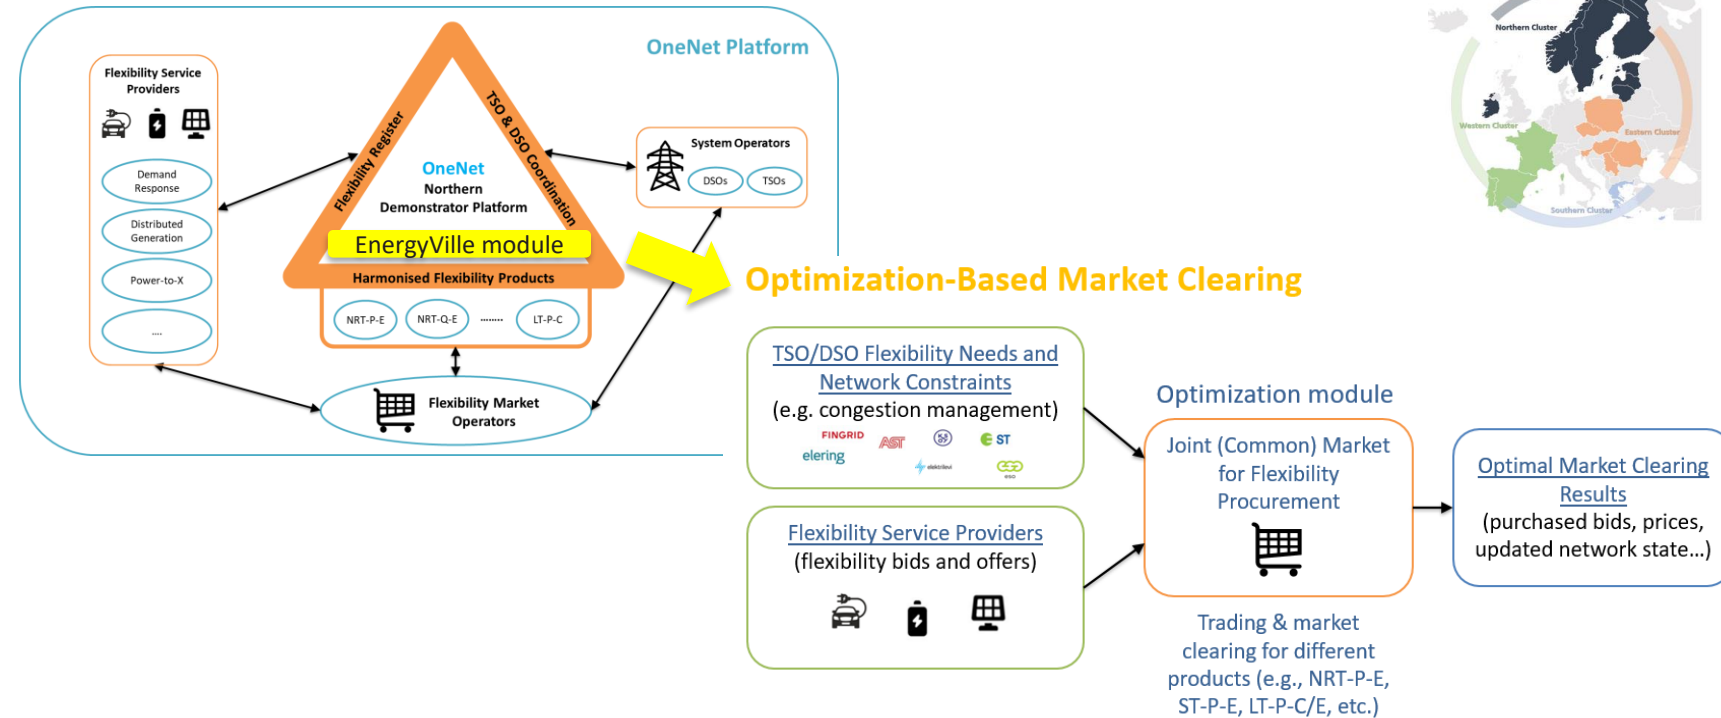 OneNet Platform
Flexibility Service
Providers
Demand
Response
Distributed
Generation
Power-to-X
....
Flexibility Register
TSO & DSO Coordination
OneNet
Northern
Demonstrator Platform
EnergyVille module
Harmonised Flexibility Products
NRT-P-E
NRT-Q-E
........
LT-P-C
System Operators
DSOs
TSOs
Flexibility Market
Operators
Northern Cluster
Western Cluster
Eastern Cluster
Southern Cluster
Optimization-Based Market Clearing
TSO/DSO Flexibility Needs and
Network Constraints
(e.g. congestion management)
FINGRID
AST
ST
elering
elektrilevi
eso
Flexibility Service Providers
(flexibility bids and offers)
Optimization module
Joint (Common) Market
for Flexibility
Procurement
Trading & market
clearing for different
products (e.g., NRT-P-E,
ST-P-E, LT-P-C/E, etc.)
Optimal Market Clearing
Results
(purchased bids, prices,
updated network state…)